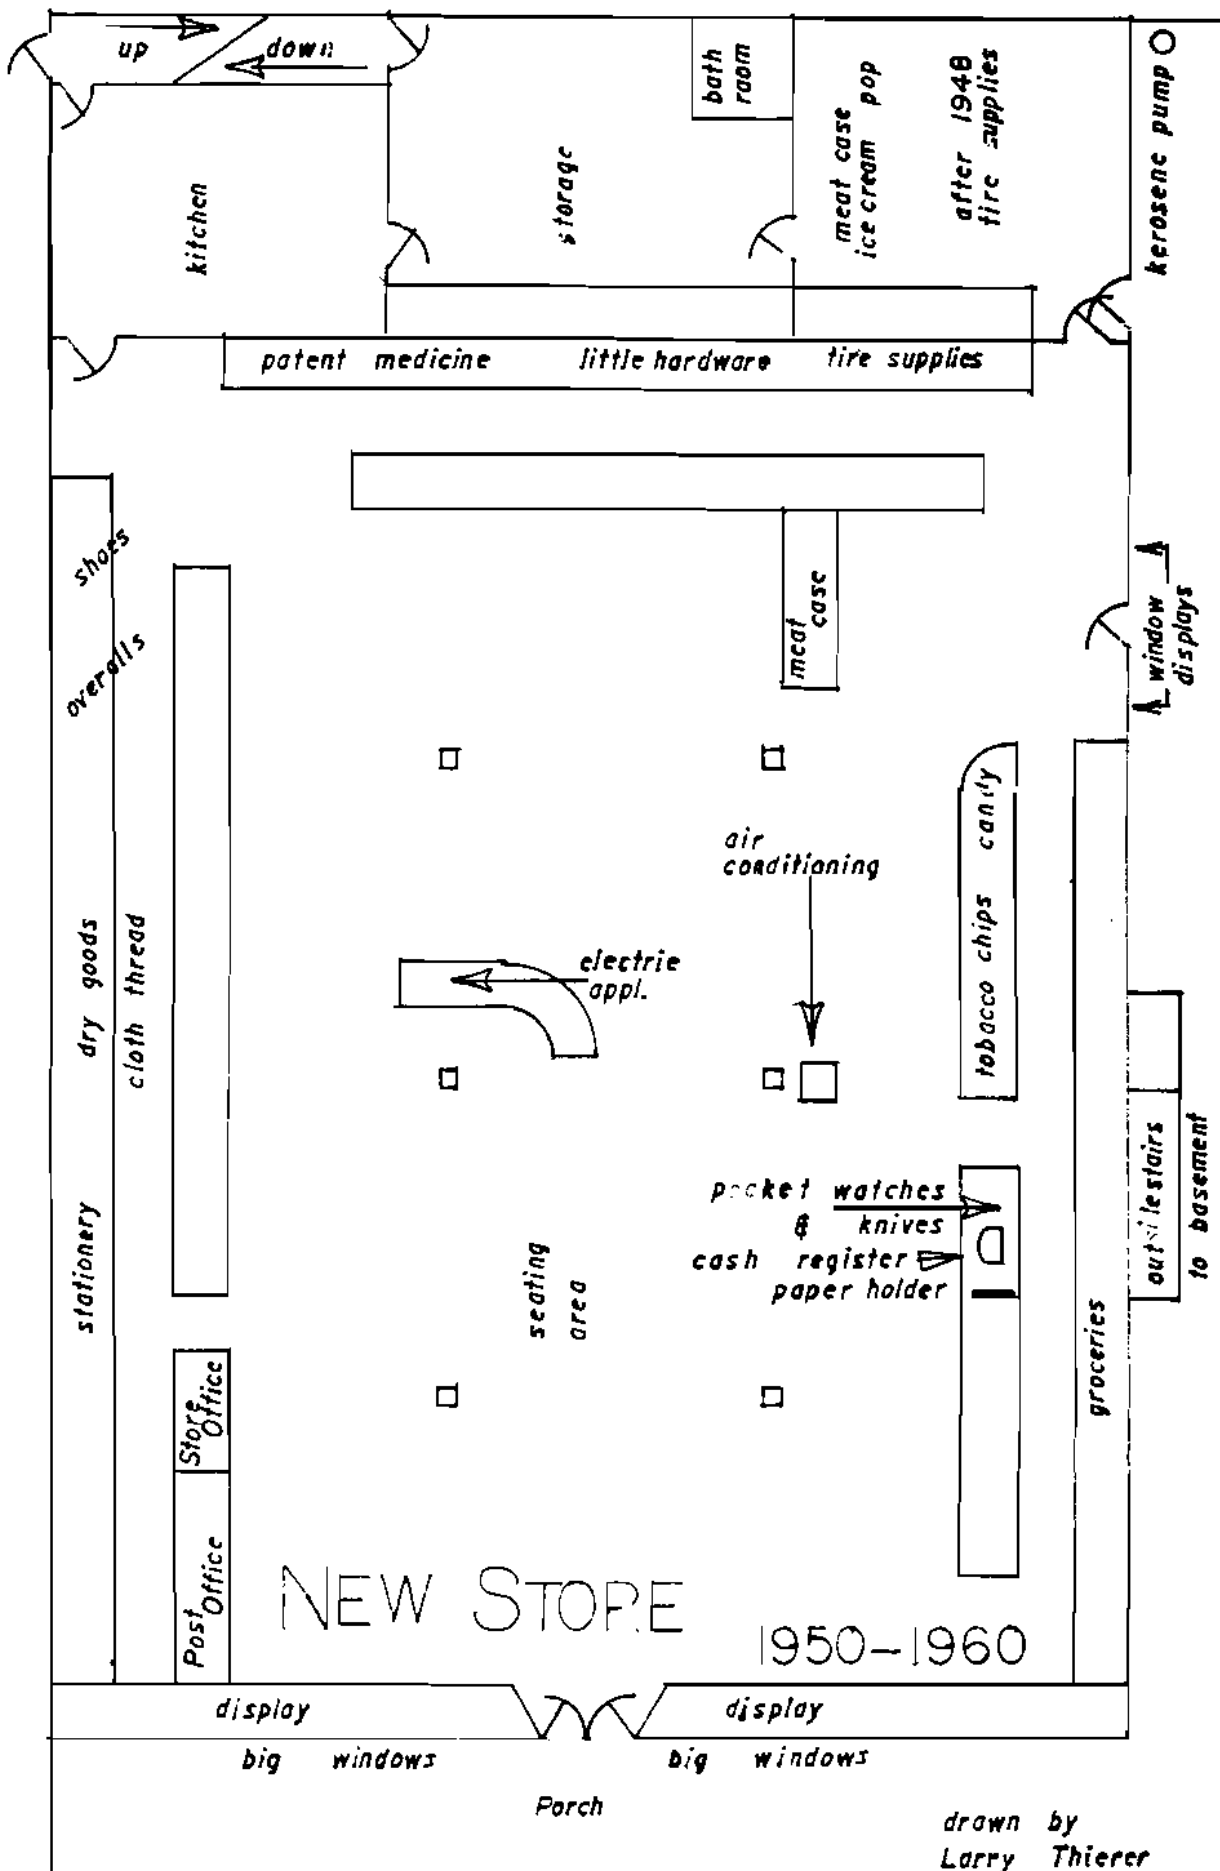 up
down
kitchen
storage
bath
room
meat case
ice cream pop
after 1948
tire supplies
kerosene pump
patent medicine
little hardware
tire supplies
shoes
overalls
meat
case
window
displays
air
conditioning
tobacco chips candy
electric
appl.
dry goods
cloth thread
stationery
pocket watches
& knives
cash register
paper holder
seating
area
groceries
outside stairs
to basement
Store
Office
Post
Office
NEW STORE
1950-1960
display
display
big windows
big windows
Porch
drawn by
Larry Thierer